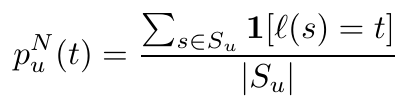 $p_u^N(t) = \frac{\sum_{s \in S_u} \mathbf{1}[\ell(s) = t]}{|S_u|}$